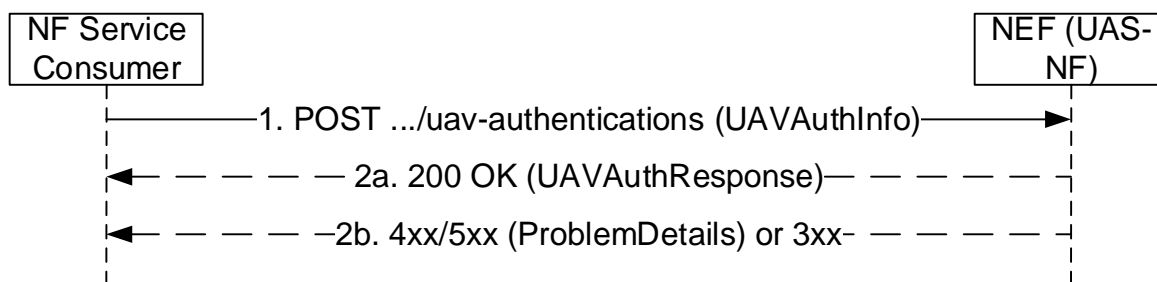 NF Service
Consumer
NEF (UAS-
NF)
1. POST .../uav-authentications (UAVAuthInfo)
2a. 200 OK (UAVAuthResponse)
2b. 4xx/5xx (ProblemDetails) or 3xx